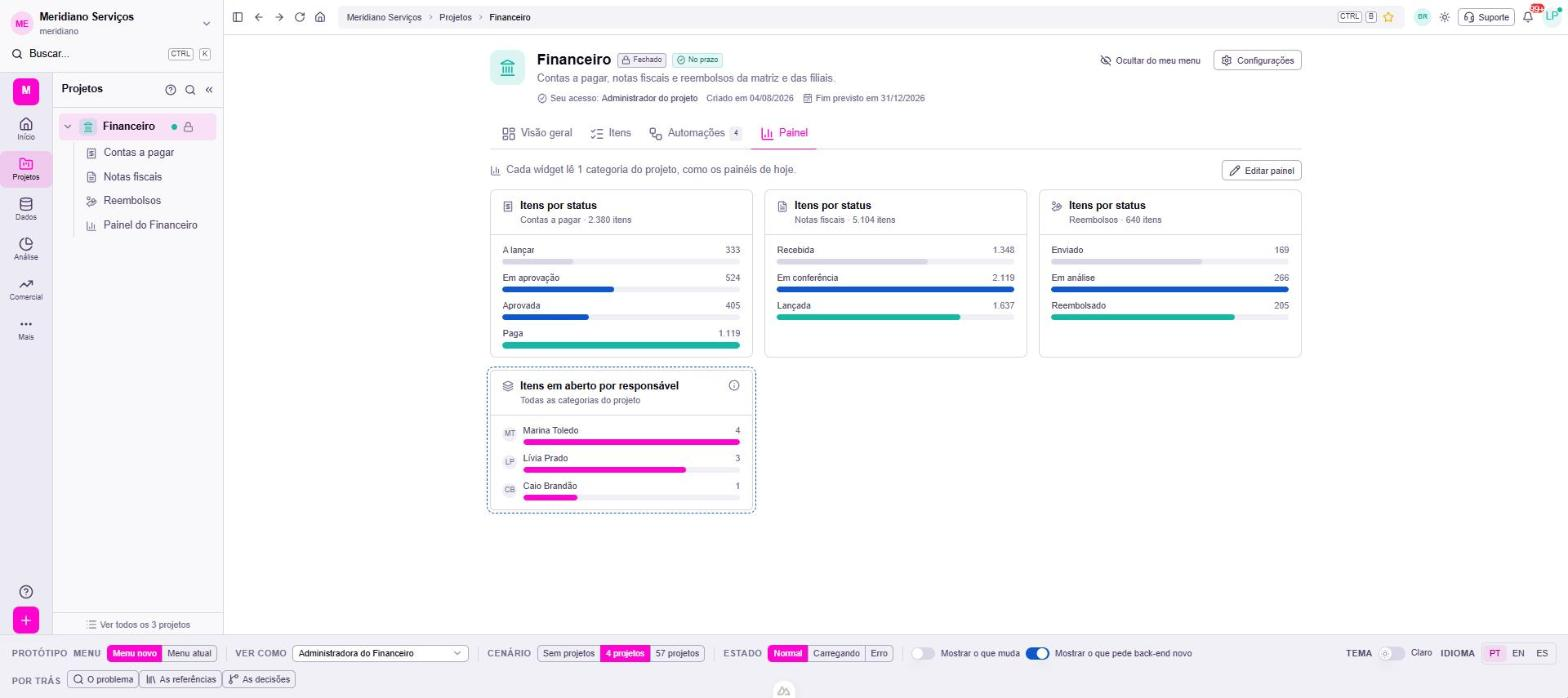 ME Meridiano Serviços
meridiano
Buscar... CTRL K
Meridiano Serviços > Projetos > Financeiro
CTRL B
BR
Suporte
99+
LP
M
Início
Projetos
Dados
Análise
Comercial
Mais
Projetos
Financeiro
Contas a pagar
Notas fiscais
Reembolsos
Painel do Financeiro
Ver todos os 3 projetos
Financeiro Fechado No prazo
Contas a pagar, notas fiscais e reembolsos da matriz e das filiais.
Seu acesso: Administrador do projeto Criado em 04/08/2026 Fim previsto em 31/12/2026
Ocultar do meu menu Configurações
Visão geral Itens Automações 4 Painel
Cada widget lê 1 categoria do projeto, como os painéis de hoje.
Editar painel
Itens por status
Contas a pagar · 2.380 itens
A lançar 333
Em aprovação 524
Aprovada 405
Paga 1.119
Itens por status
Notas fiscais · 5.104 itens
Recebida 1.348
Em conferência 2.119
Lançada 1.637
Itens por status
Reembolsos · 640 itens
Enviado 169
Em análise 266
Reembolsado 205
Itens em aberto por responsável
Todas as categorias do projeto
MT Marina Toledo 4
LP Lívia Prado 3
CB Caio Brandão 1
PROTÓTIPO MENU Menu novo Menu atual VER COMO Administradora do Financeiro CENÁRIO Sem projetos 4 projetos 57 projetos ESTADO Normal Carregando Erro Mostrar o que muda Mostrar o que pede back-end novo TEMA Claro IDIOMA PT EN ES
POR TRÁS O problema As referências As decisões